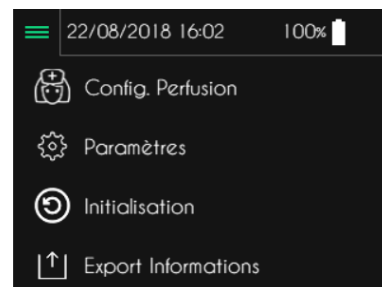 22/08/2018 16:02 100%
Config. Perfusion
Paramètres
Initialisation
Export Informations